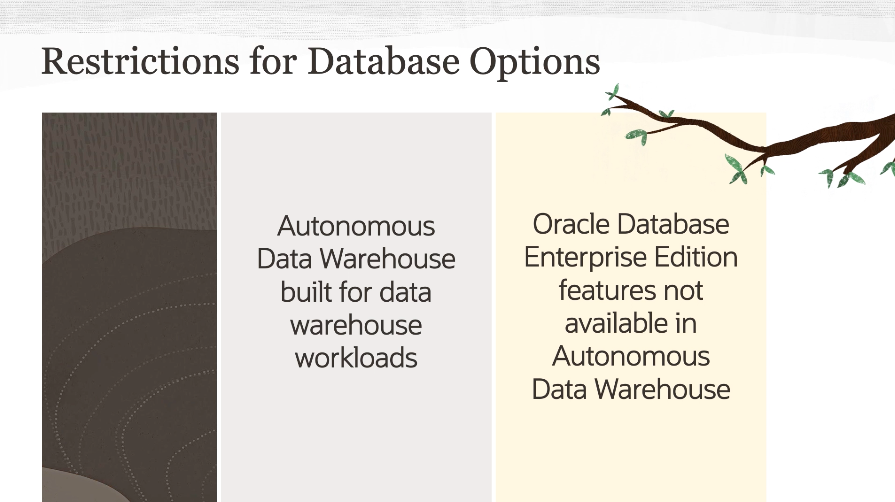 Restrictions for Database Options
Autonomous
Data Warehouse
built for data
warehouse
workloads
Oracle Database
Enterprise Edition
features not
available in
Autonomous
Data Warehouse